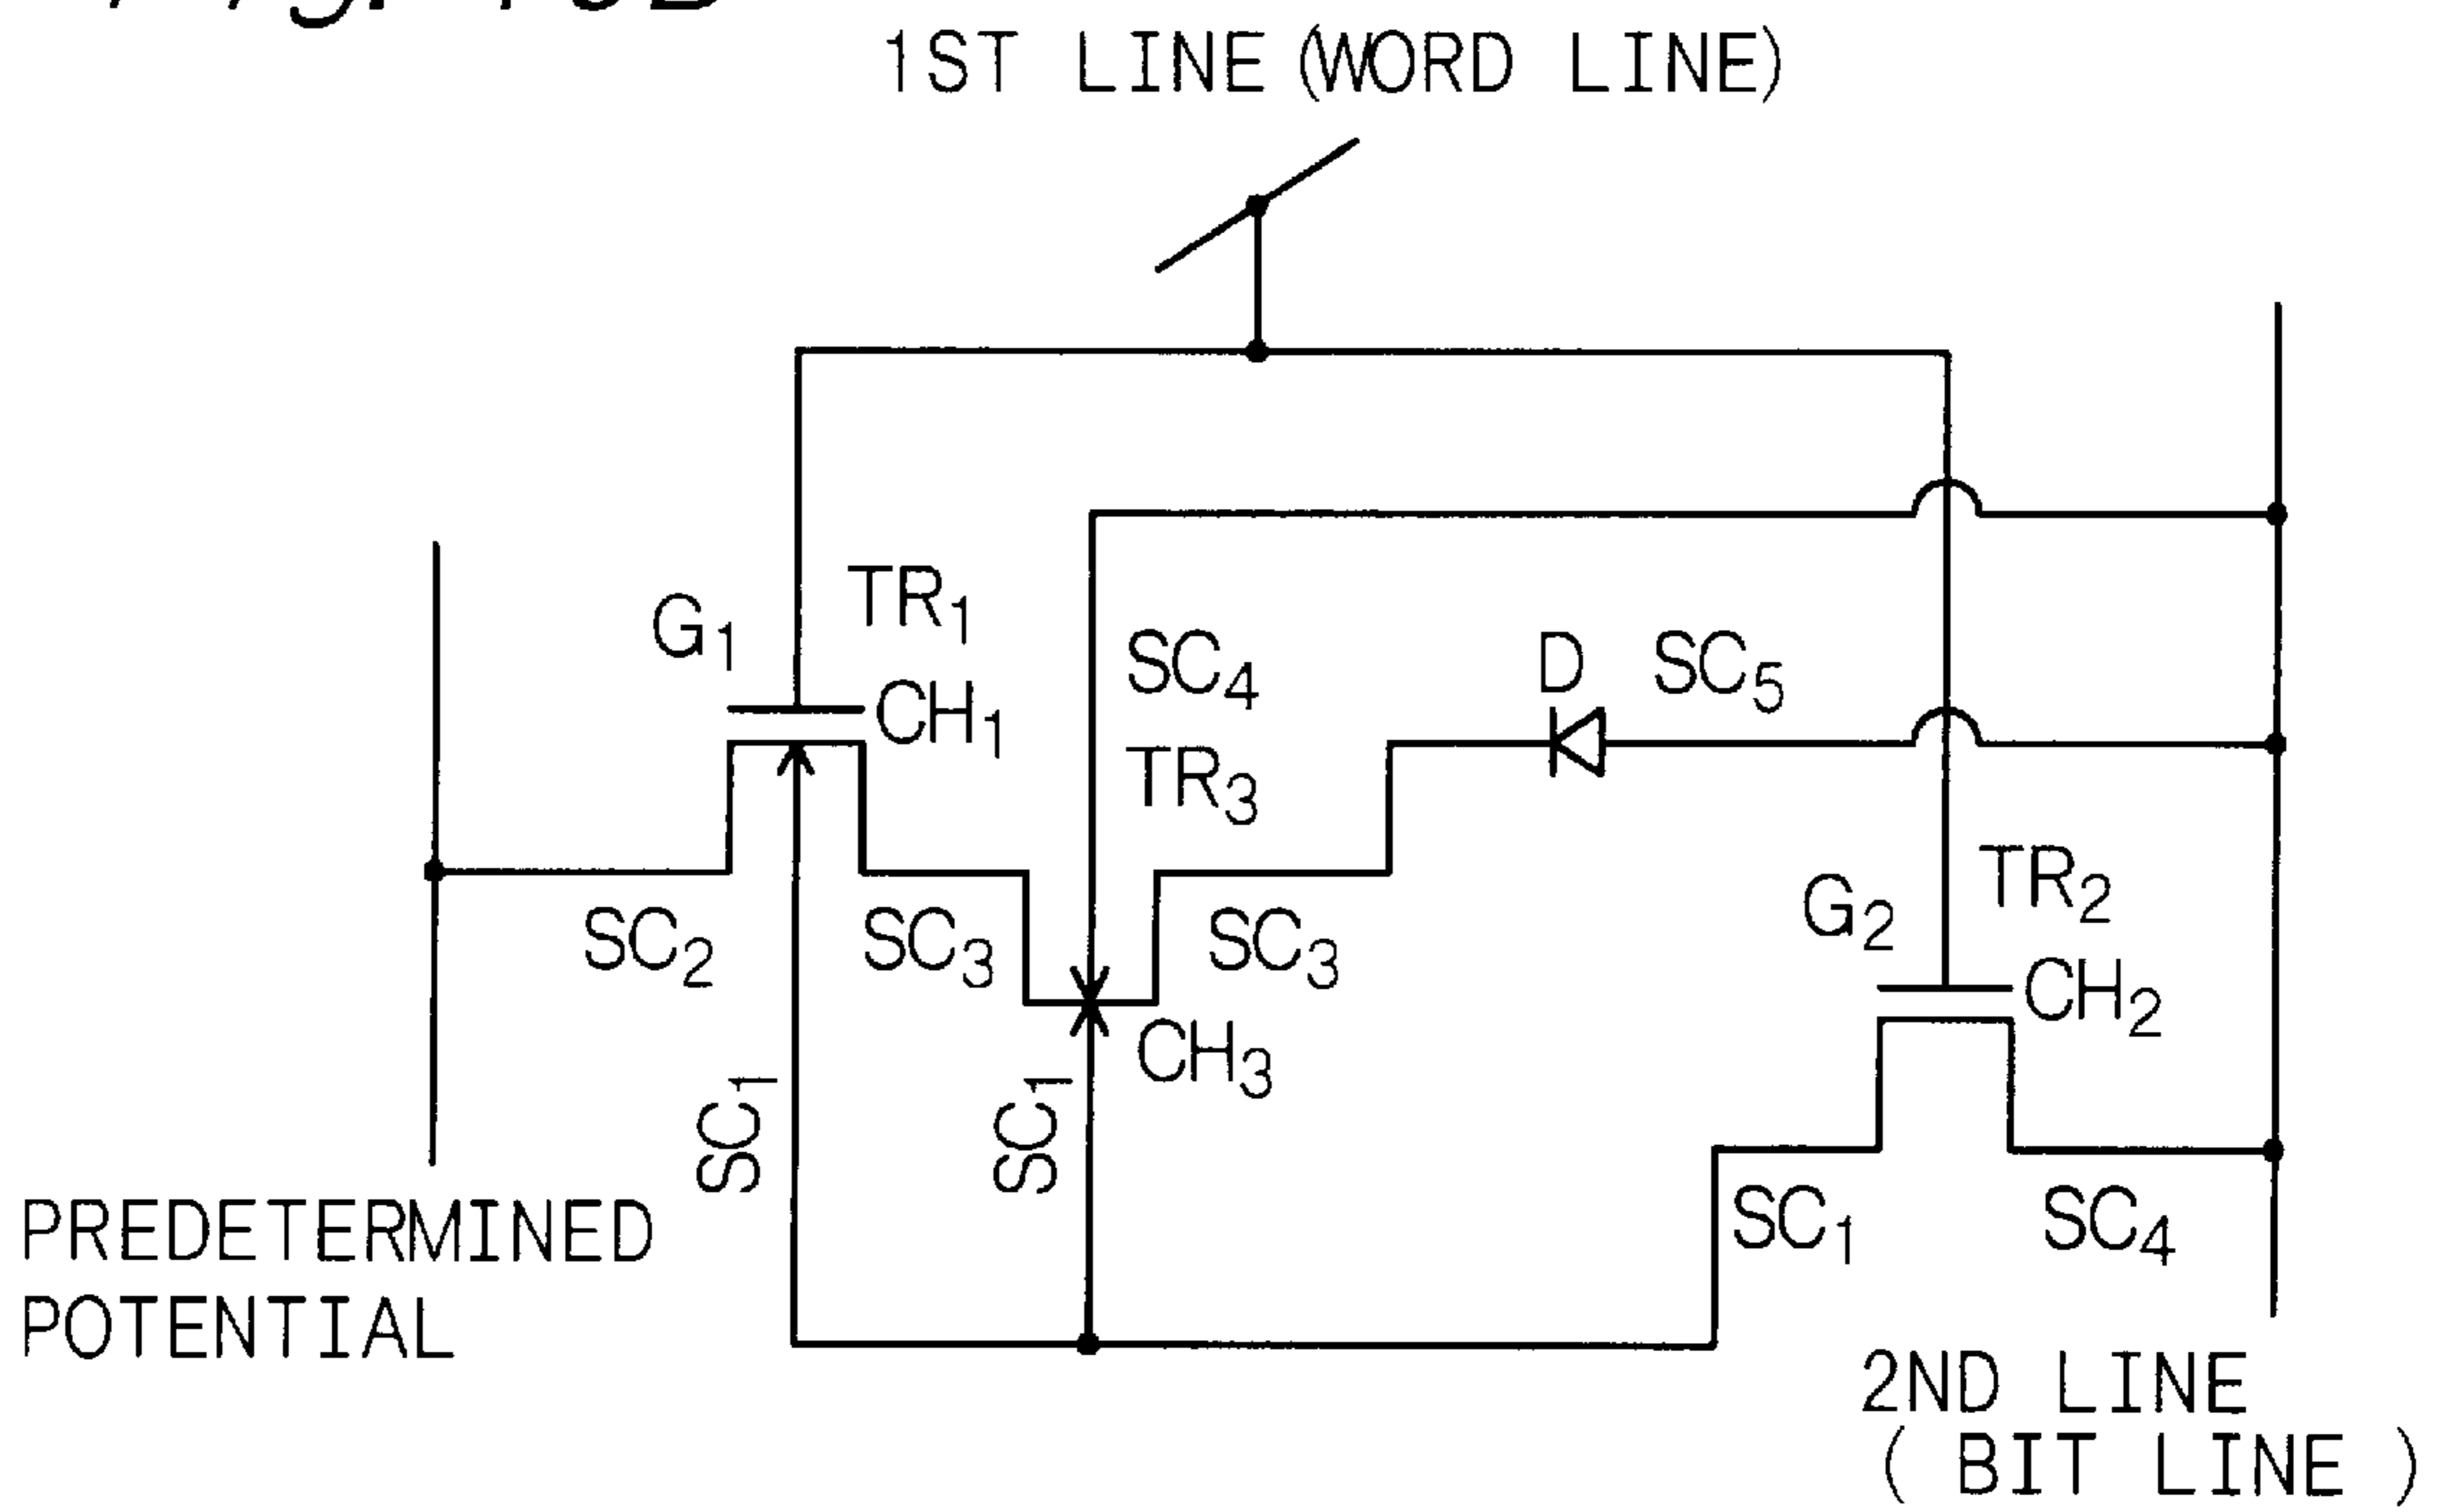 1ST LINE (WORD LINE)
TR1
G1
CH1
SC4
D SC5
TR3
TR2
G2
CH2
SC2 SC3 SC3
CH3
SC1 SC1
SC1 SC4
PREDETERMINED
POTENTIAL
2ND LINE
( BIT LINE )